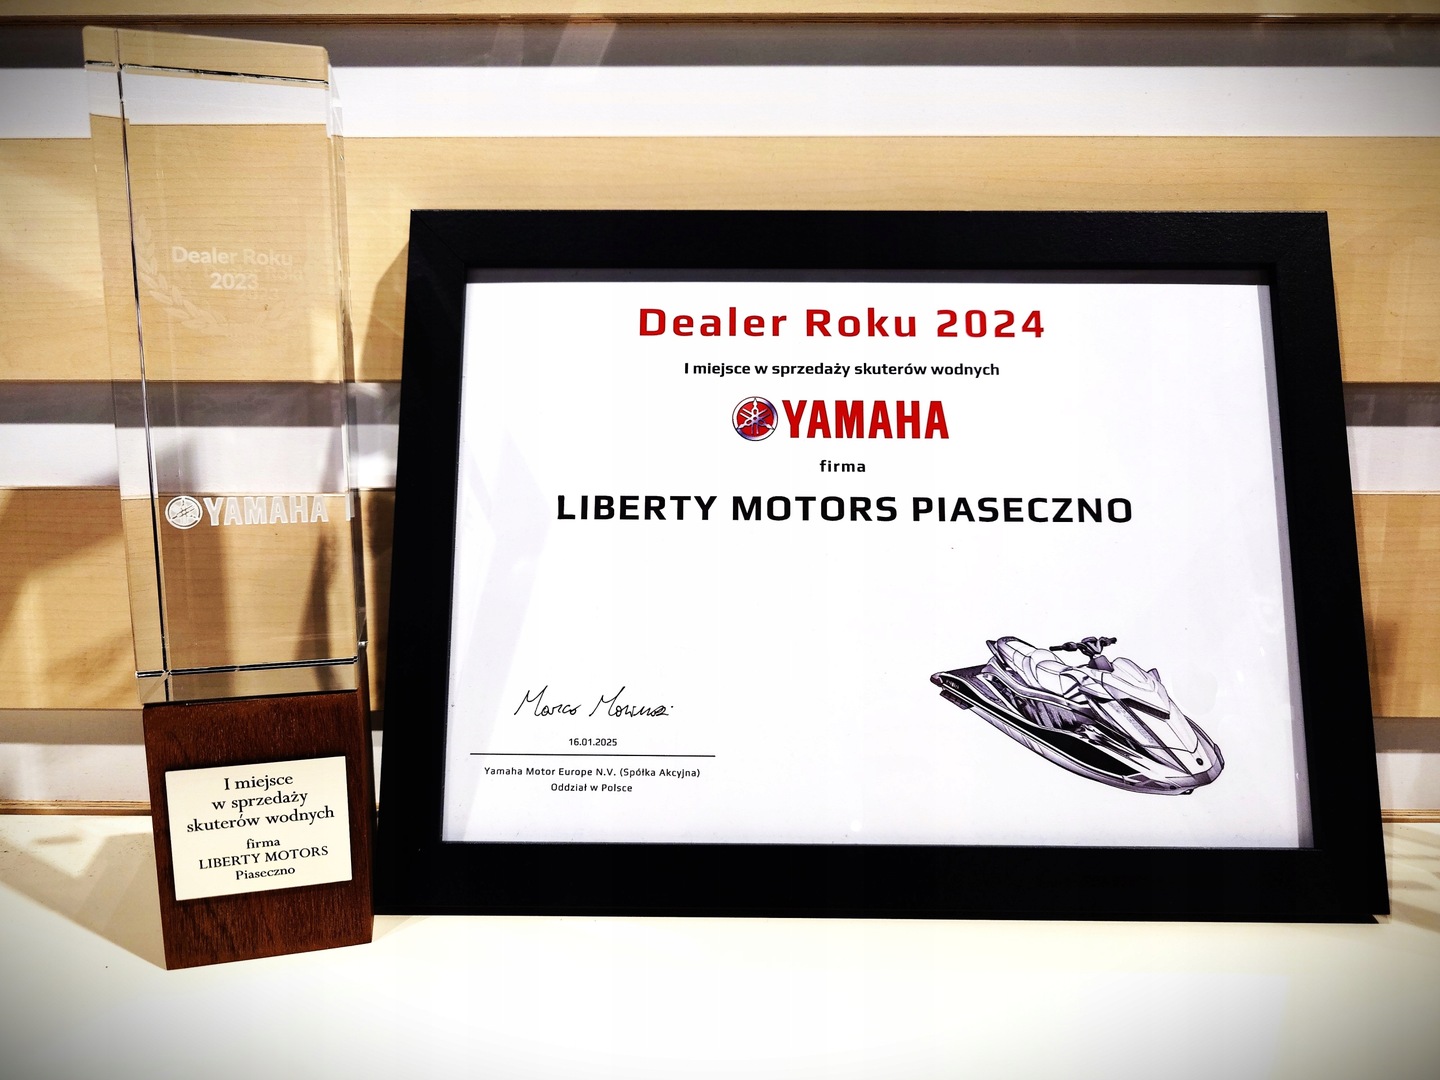 Dealer Roku
2023
YAMAHA
I miejsce
w sprzedaży
skuterów wodnych
firma
LIBERTY MOTORS
Piaseczno
Dealer Roku 2024
I miejsce w sprzedaży skuterów wodnych
YAMAHA
firma
LIBERTY MOTORS PIASECZNO
Marco
16.01.2025
Yamaha Motor Europe N.V. (Spółka Akcyjna)
Oddział w Polsce